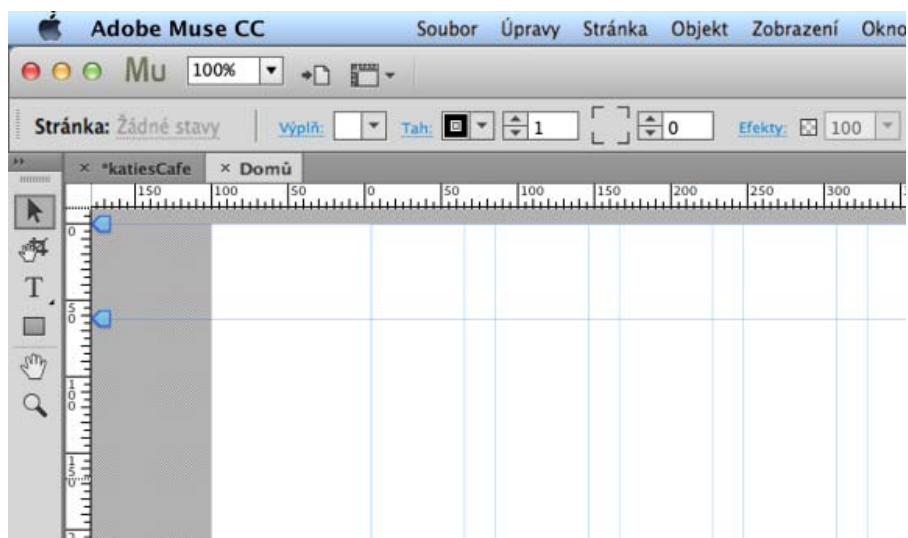 Adobe Muse CC Soubor Úpravy Stránka Objekt Zobrazení Okno
Mu 100%
Stránka: Žádné stavy Výplň: Tah: 1 0 Efekty: 100
× *katiesCafe × Domů
150 100 50 0 50 100 150 200 250 300
0
T
50
100
150
2